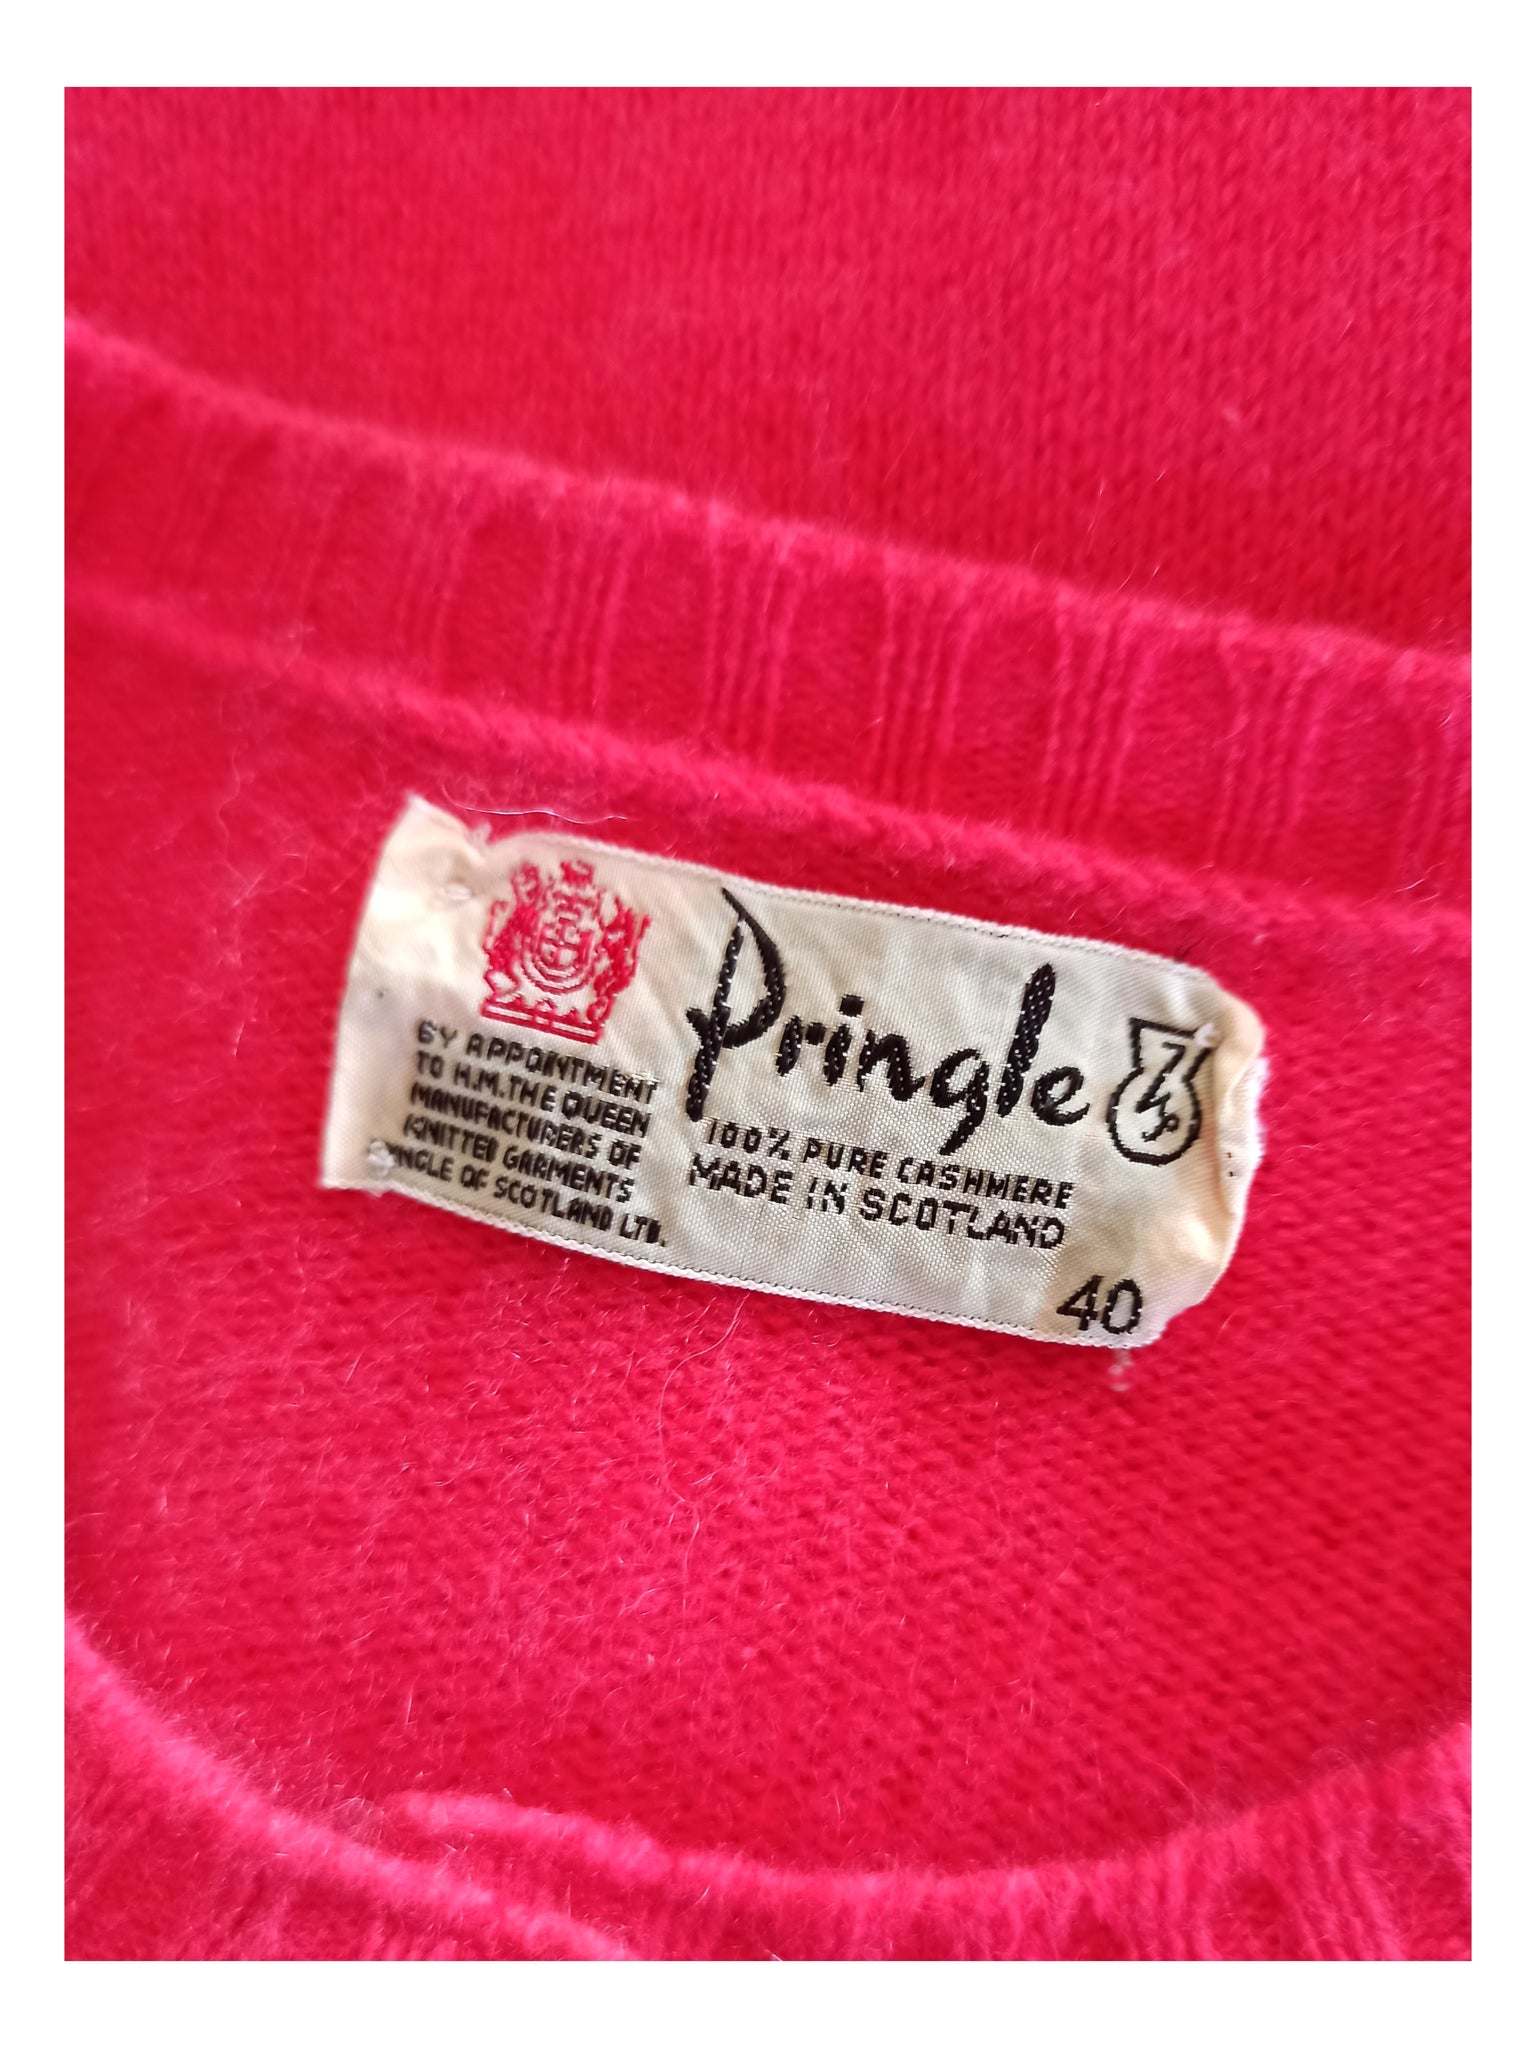 BY APPOINTMENT
TO H.M. THE QUEEN
MANUFACTURERS OF
KNITTED GARMENTS
PRINGLE OF SCOTLAND LTD.
Pringle
100% PURE CASHMERE
MADE IN SCOTLAND
40